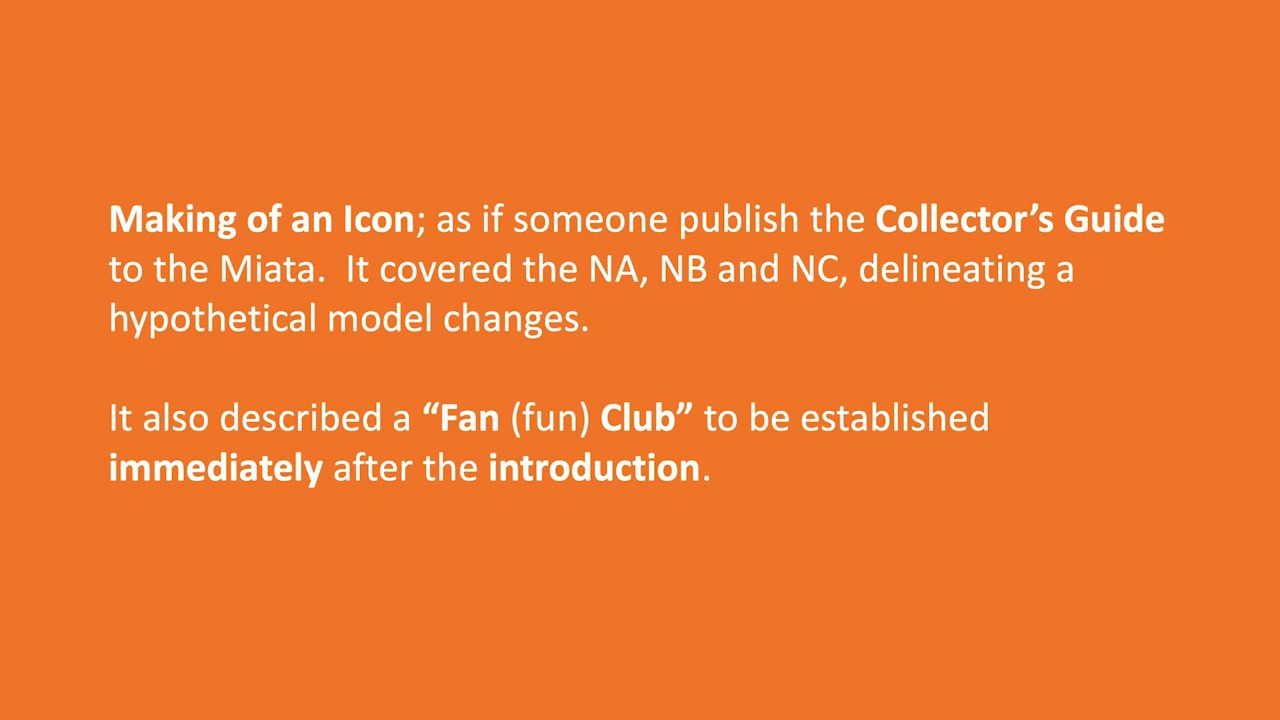 Making of an Icon; as if someone publish the Collector’s Guide
to the Miata.  It covered the NA, NB and NC, delineating a
hypothetical model changes.
It also described a “Fan (fun) Club” to be established
immediately after the introduction.